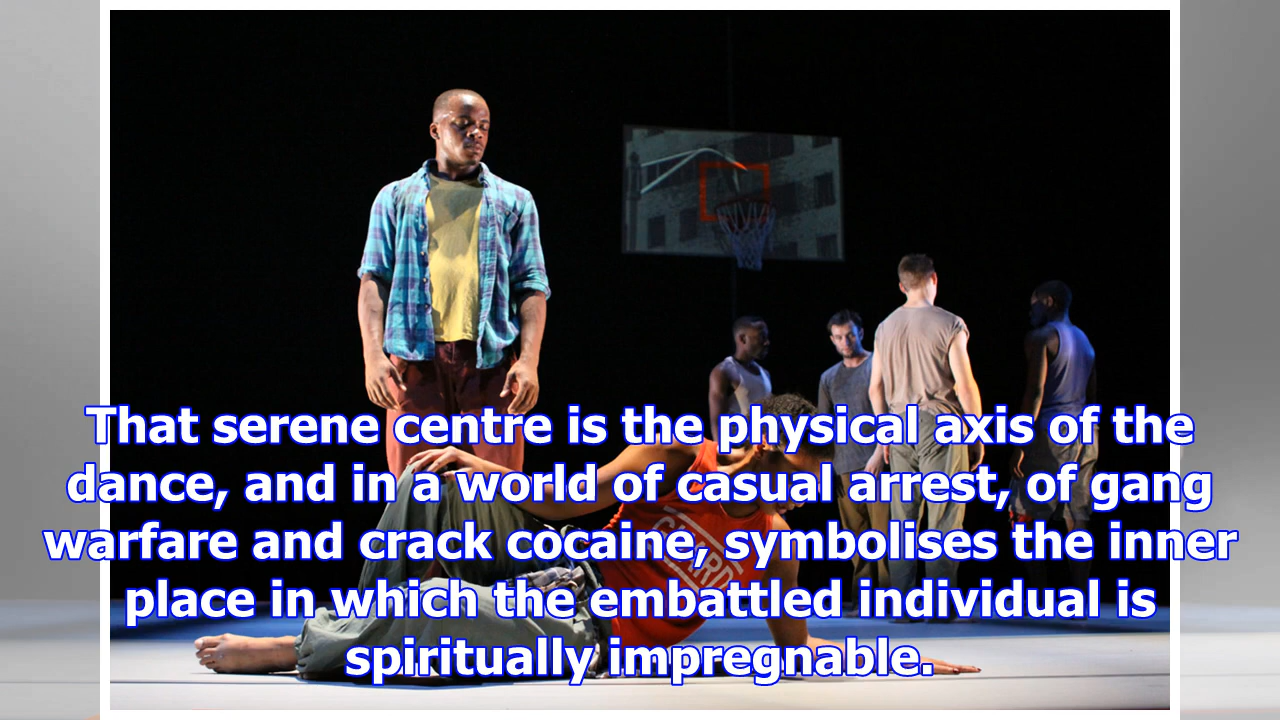 That serene centre is the physical axis of the
dance, and in a world of casual arrest, of gang
warfare and crack cocaine, symbolises the inner
place in which the embattled individual is
spiritually impregnable.